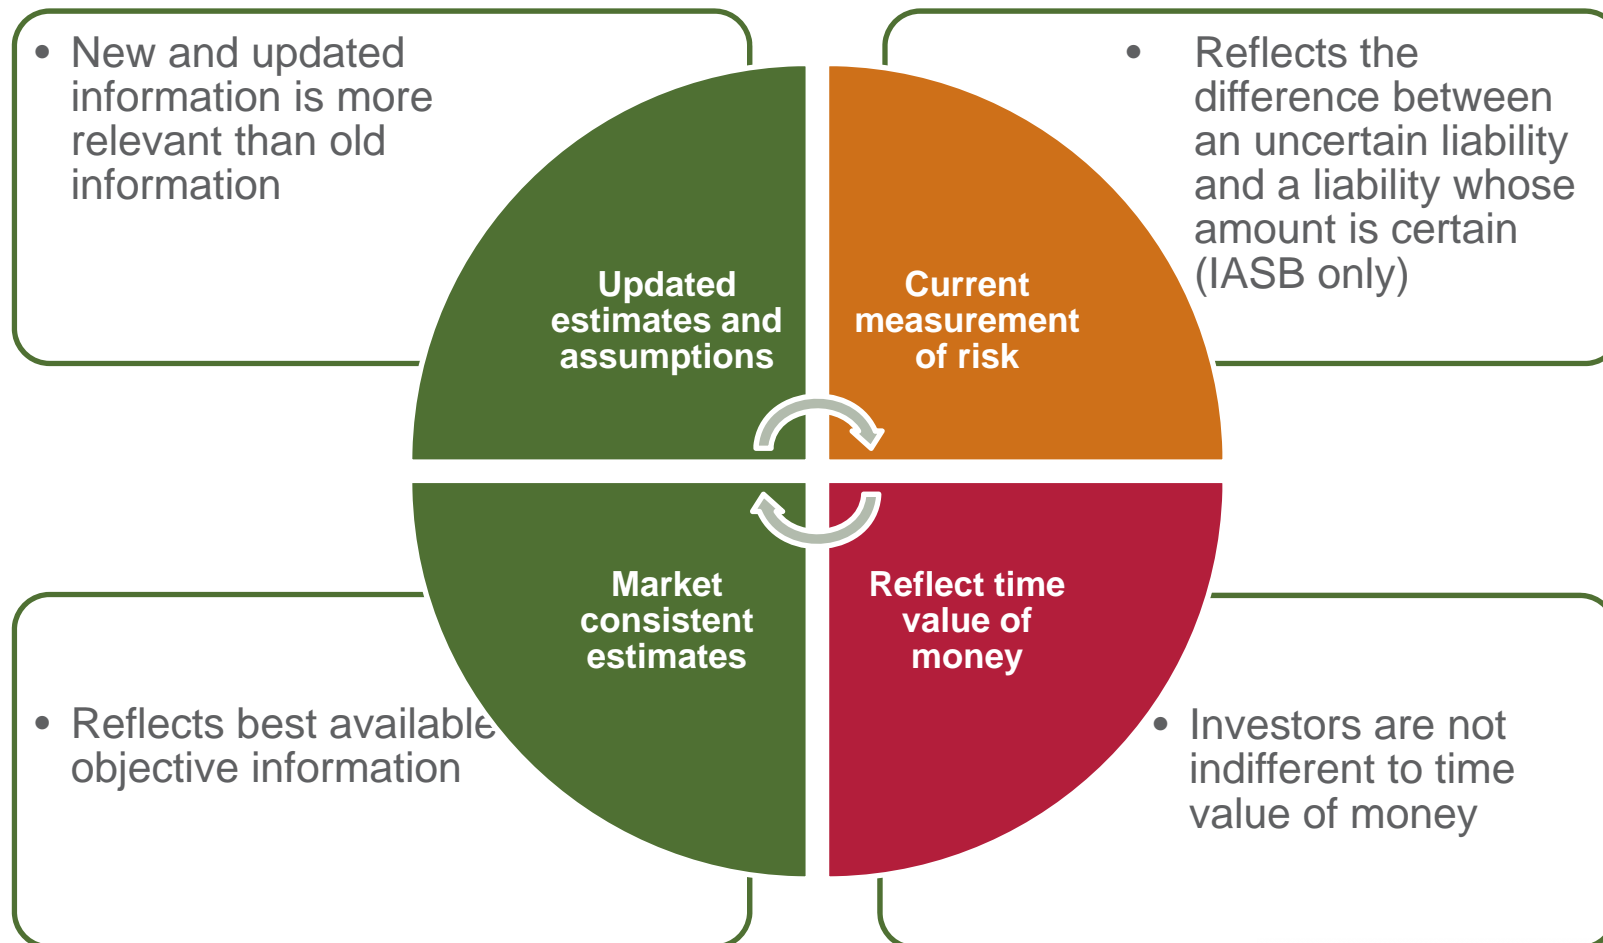 • New and updated
information is more
relevant than old
information
• Reflects the
difference between
an uncertain liability
and a liability whose
amount is certain
(IASB only)
Updated
estimates and
assumptions
Current
measurement
of risk
Market
consistent
estimates
Reflect time
value of
money
• Reflects best available
objective information
• Investors are not
indifferent to time
value of money